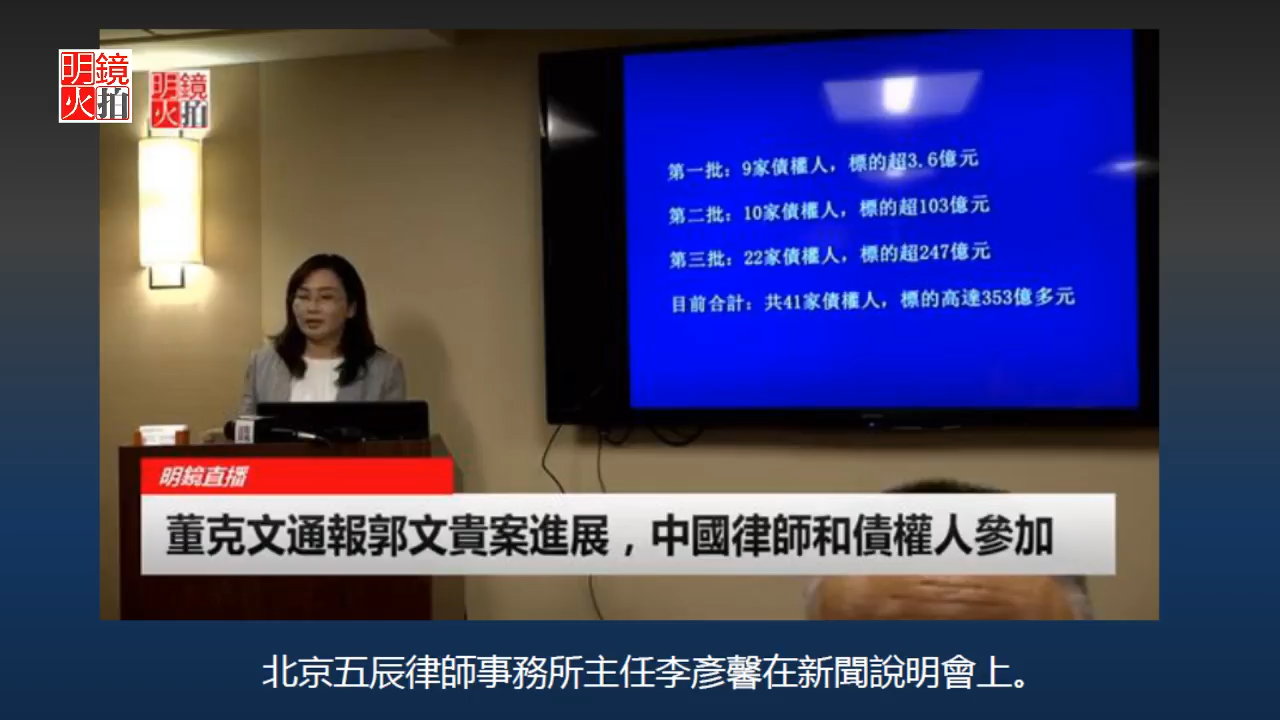 明鏡
火拍
明鏡
火拍
第一批：9家債權人，標的超3.6億元
第二批：10家債權人，標的超103億元
第三批：22家債權人，標的超247億元
目前合計：共41家債權人，標的高達353億多元
明鏡直播
董克文通報郭文貴案進展，中國律師和債權人參加
北京五辰律師事務所主任李彥馨在新聞說明會上。